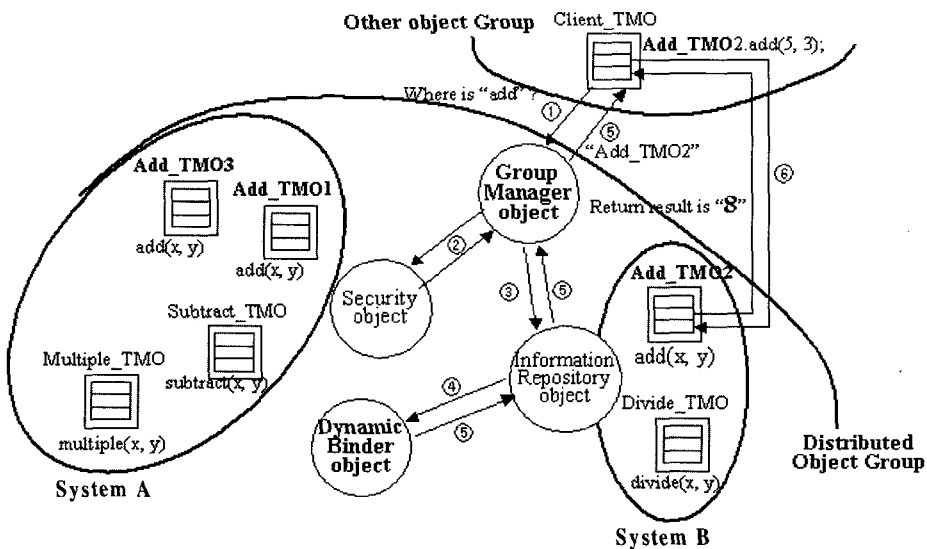 Other object Group
Client_TMO
Add_TMO2.add(5, 3);
Where is "add" ?
①
⑤
"Add_TMO2"
⑥
Add_TMO3
add(x, y)
Add_TMO1
add(x, y)
Group
Manager
object
Return result is "8"
②
Security
object
③
⑤
Add_TMO2
add(x, y)
Subtract_TMO
subtract(x, y)
Multiple_TMO
multiple(x, y)
Information
Repository
object
④
⑤
Dynamic
Binder
object
Divide_TMO
divide(x, y)
Distributed
Object Group
System A
System B